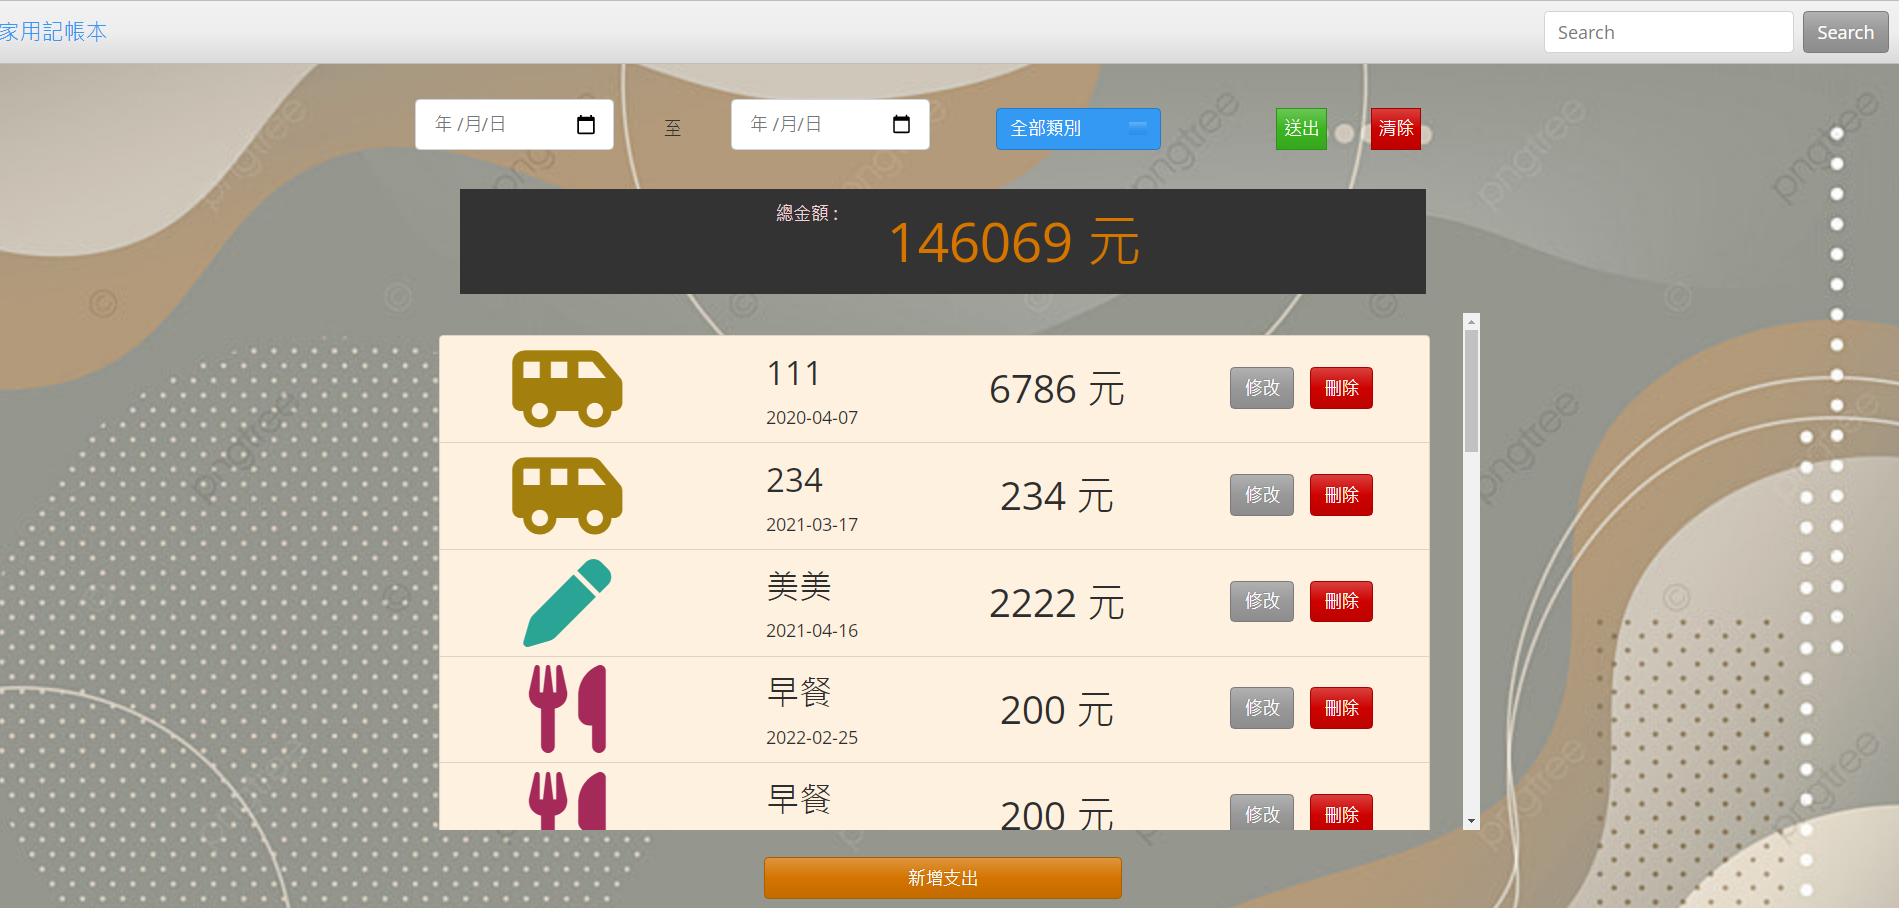 家用記帳本
Search Search
年 /月/日 至 年 /月/日 全部類別 送出 清除
總金額 : 146069 元
111
2020-04-07
6786 元 修改 刪除
234
2021-03-17
234 元 修改 刪除
美美
2021-04-16
2222 元 修改 刪除
早餐
2022-02-25
200 元 修改 刪除
早餐
200 元 修改 刪除
新增支出
pngtree
pngtree
pngtree
pngtree
pngtree
pngtree
pngtree
pngtree
pngtree
pngtree
pngtree